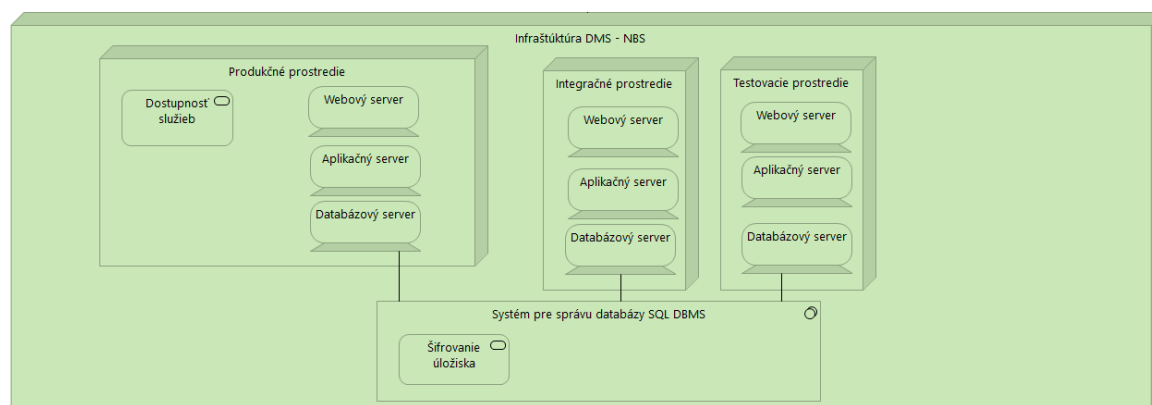 Infraštúktúra DMS - NBS
Produkčné prostredie
Dostupnosť
služieb
Webový server
Aplikačný server
Databázový server
Integračné prostredie
Webový server
Aplikačný server
Databázový server
Testovacie prostredie
Webový server
Aplikačný server
Databázový server
Systém pre správu databázy SQL DBMS
Šifrovanie
úložiska